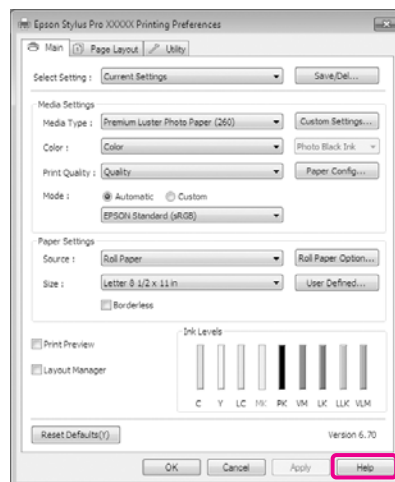 Epson Stylus Pro XXXXX Printing Preferences
Main Page Layout Utility
Select Setting : Current Settings Save/Del...
Media Settings
Media Type : Premium Luster Photo Paper (260) Custom Settings...
Color : Color Photo Black Ink
Print Quality : Quality Paper Config...
Mode : Automatic Custom
EPSON Standard (sRGB)
Paper Settings
Source : Roll Paper Roll Paper Option...
Size : Letter 8 1/2 x 11 in User Defined...
Borderless
Ink Levels
Print Preview
Layout Manager
C Y LC MK PK VM LK LLK VLM
Reset Defaults(Y) Version 6.70
OK Cancel Apply Help